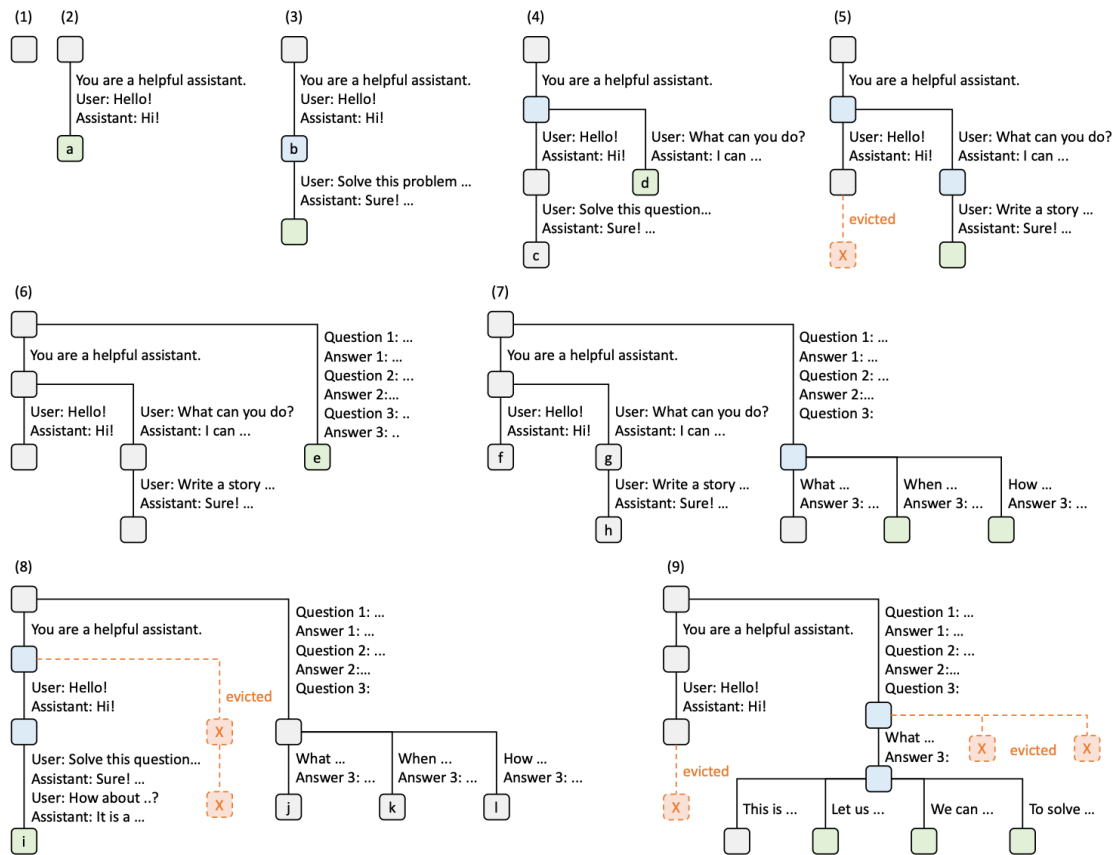 (1)
(2)
You are a helpful assistant.
User: Hello!
Assistant: Hi!
a
(3)
You are a helpful assistant.
User: Hello!
Assistant: Hi!
b
User: Solve this problem ...
Assistant: Sure! ...
(4)
You are a helpful assistant.
User: Hello!
Assistant: Hi!
User: What can you do?
Assistant: I can ...
d
User: Solve this question...
Assistant: Sure! ...
c
(5)
You are a helpful assistant.
User: Hello!
Assistant: Hi!
User: What can you do?
Assistant: I can ...
evicted
X
User: Write a story ...
Assistant: Sure! ...
(6)
You are a helpful assistant.
User: Hello!
Assistant: Hi!
User: What can you do?
Assistant: I can ...
User: Write a story ...
Assistant: Sure! ...
Question 1: ...
Answer 1: ...
Question 2: ...
Answer 2:...
Question 3: ..
Answer 3: ..
e
(7)
You are a helpful assistant.
User: Hello!
Assistant: Hi!
f
User: What can you do?
Assistant: I can ...
g
User: Write a story ...
Assistant: Sure! ...
h
Question 1: ...
Answer 1: ...
Question 2: ...
Answer 2:...
Question 3:
What ...
Answer 3: ...
When ...
Answer 3: ...
How ...
Answer 3: ...
(8)
You are a helpful assistant.
User: Hello!
Assistant: Hi!
User: Solve this question...
Assistant: Sure! ...
User: How about ..?
Assistant: It is a ...
i
evicted
X
X
Question 1: ...
Answer 1: ...
Question 2: ...
Answer 2:...
Question 3:
What ...
Answer 3: ...
j
When ...
Answer 3: ...
k
How ...
Answer 3: ...
l
(9)
You are a helpful assistant.
User: Hello!
Assistant: Hi!
evicted
X
Question 1: ...
Answer 1: ...
Question 2: ...
Answer 2:...
Question 3:
What ...
Answer 3:
X
evicted
X
This is ...
Let us ...
We can ...
To solve ...